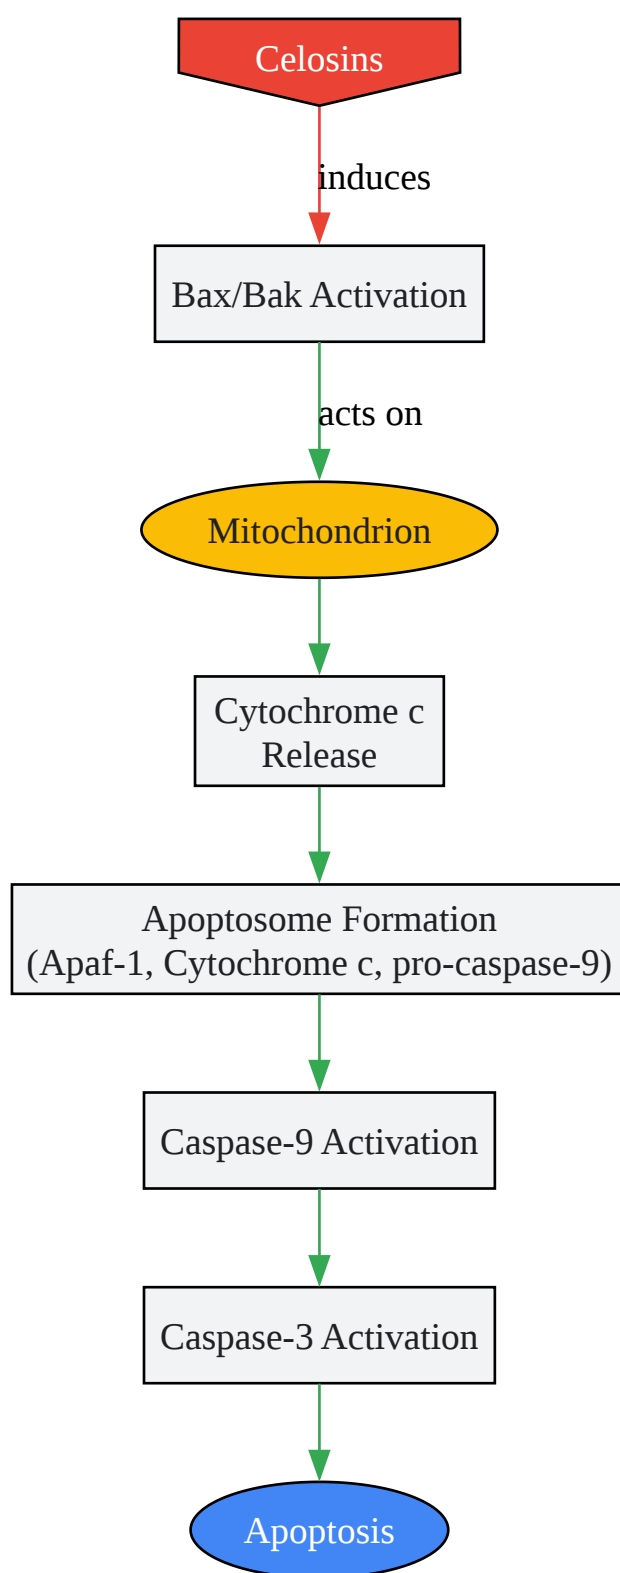 Celosins
induces
Bax/Bak Activation
acts on
Mitochondrion
Cytochrome c
Release
Apoptosome Formation
(Apaf-1, Cytochrome c, pro-caspase-9)
Caspase-9 Activation
Caspase-3 Activation
Apoptosis